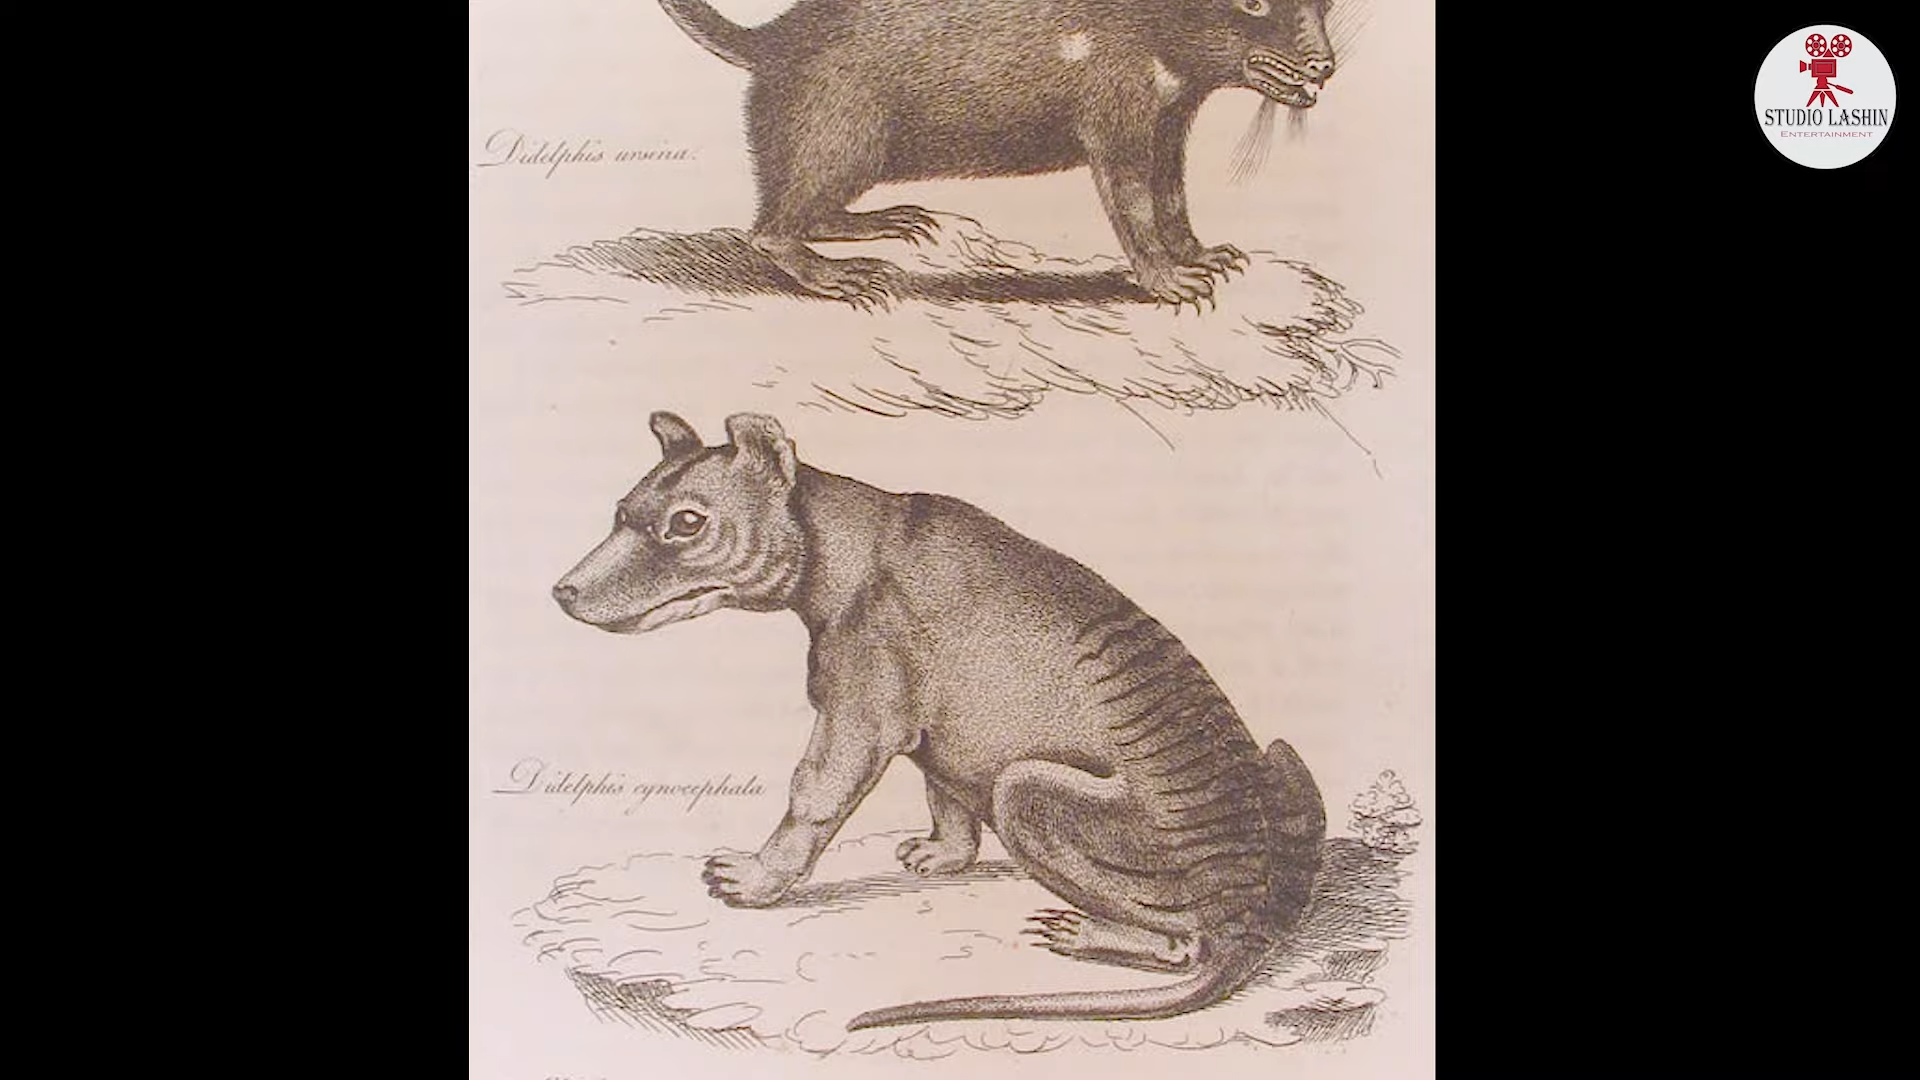 STUDIO LASHIN
ENTERTAINMENT
Didelphis ursina.
Didelphis cynocephala